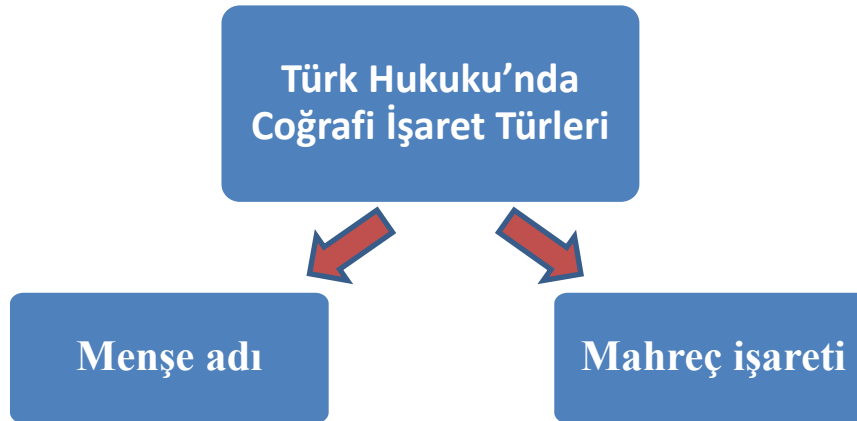 Türk Hukuku’nda
Coğrafi İşaret Türleri
Menşe adı
Mahreç işareti